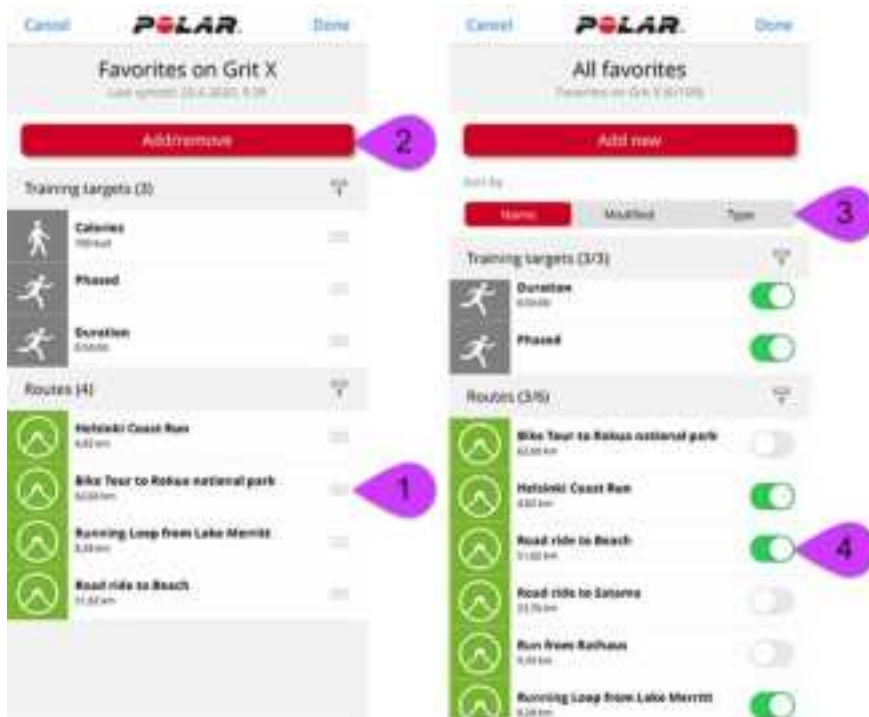 Cancel
POLAR
Done
Favorites on Grit X
Add/remove
2
Training targets (3)
Calories
Phased
Duration
Routes (4)
Helsinki Coast Run
Bike Tour to Rokua national park
1
Running Loop from Lake Merritt
Road ride to Beach
Cancel
POLAR
Done
All favorites
Add new
Sort by
Name
Modified
Type
3
Training targets (3/3)
Duration
Phased
Routes (3/6)
Bike Tour to Rokua national park
Helsinki Coast Run
Road ride to Beach
4
Road ride to Satama
Run from Rathaus
Running Loop from Lake Merritt